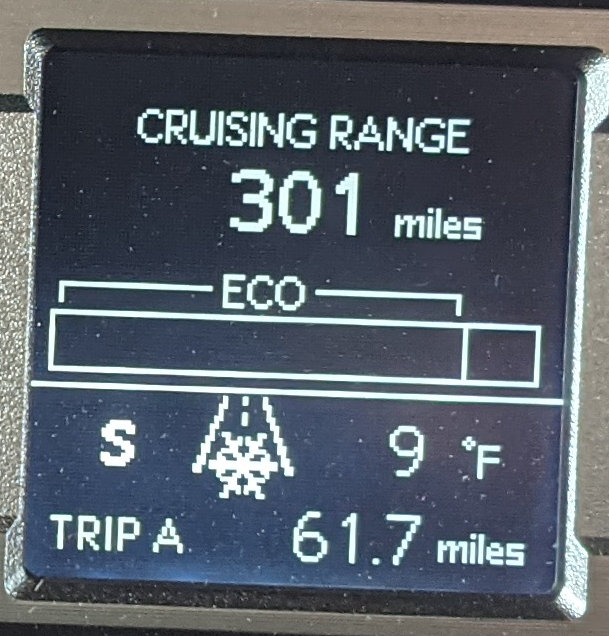 CRUISING RANGE
301 miles
ECO
S 9 °F
TRIP A 61.7 miles